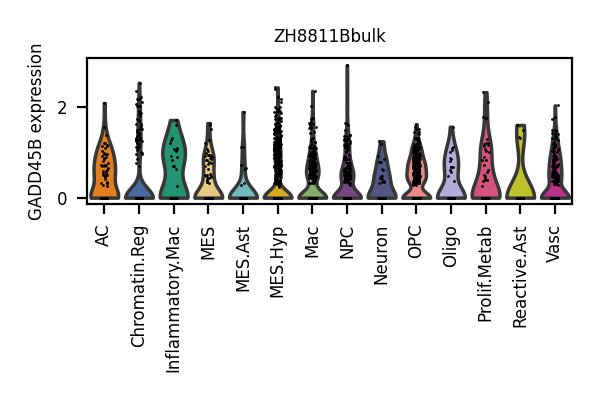 ZH8811Bbulk
GADD45B expression
2
0
AC
Chromatin.Reg
Inflammatory.Mac
MES
MES.Ast
MES.Hyp
Mac
NPC
Neuron
OPC
Oligo
Prolif.Metab
Reactive.Ast
Vasc